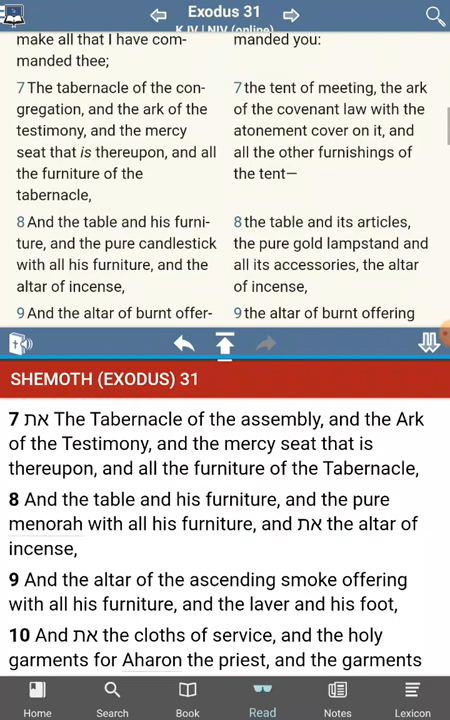 Exodus 31
KJV | NIV (online)
make all that I have com-
manded thee;
7 The tabernacle of the con-
gregation, and the ark of the
testimony, and the mercy
seat that is thereupon, and all
the furniture of the
tabernacle,
8 And the table and his furni-
ture, and the pure candlestick
with all his furniture, and the
altar of incense,
9 And the altar of burnt offer-
manded you:
7 the tent of meeting, the ark
of the covenant law with the
atonement cover on it, and
all the other furnishings of
the tent—
8 the table and its articles,
the pure gold lampstand and
all its accessories, the altar
of incense,
9 the altar of burnt offering
SHEMOTH (EXODUS) 31
7 את The Tabernacle of the assembly, and the Ark
of the Testimony, and the mercy seat that is
thereupon, and all the furniture of the Tabernacle,
8 And the table and his furniture, and the pure
menorah with all his furniture, and את the altar of
incense,
9 And the altar of the ascending smoke offering
with all his furniture, and the laver and his foot,
10 And את the cloths of service, and the holy
garments for Aharon the priest, and the garments
Home
Search
Book
Read
Notes
Lexicon